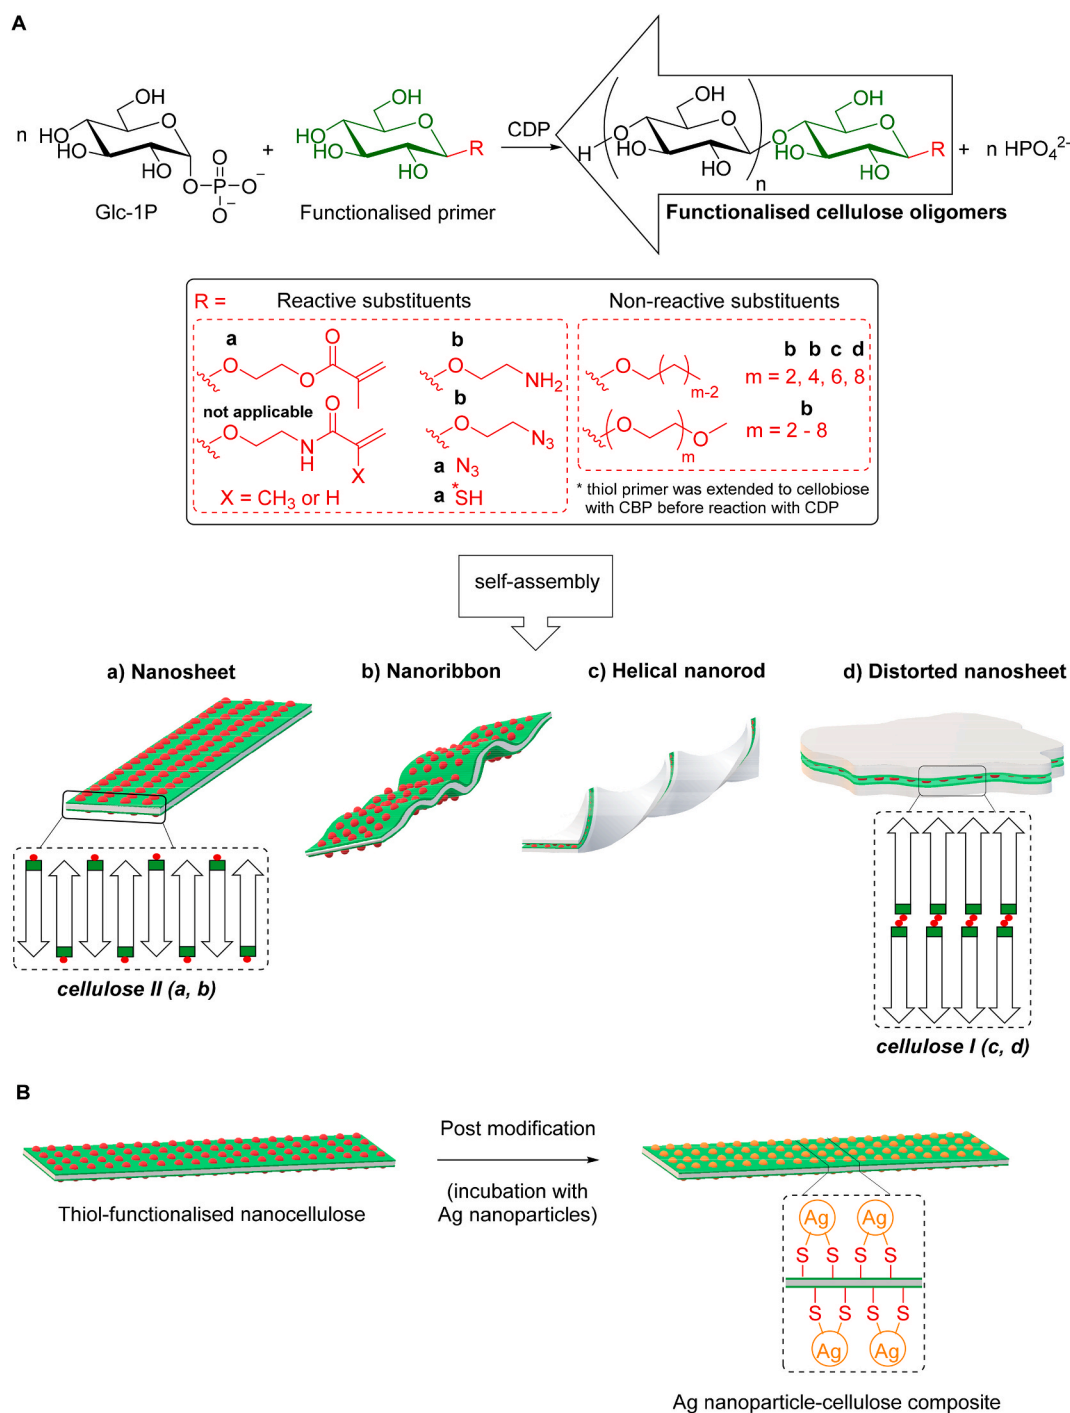 A
n
OH
HO
HO
O
HO
O
P
O
O⁻
O⁻
Glc-1P
+
OH
HO
HO
O
HO
R
Functionalised primer
CDP
H
O
OH
O
HO
HO
n
O
OH
O
HO
HO
R
+ n HPO₄²⁻
Functionalised cellulose oligomers
R =
Reactive substituents
Non-reactive substituents
a
O
O
O
b
O
NH₂
not applicable
O
N
H
O
X
X = CH₃ or H
b
O
N₃
a N₃
a *SH
O
m-2
b b c d
m = 2, 4, 6, 8
O
m
O
b
m = 2 - 8
* thiol primer was extended to cellobiose
with CBP before reaction with CDP
self-assembly
a) Nanosheet
b) Nanoribbon
c) Helical nanorod
d) Distorted nanosheet
cellulose II (a, b)
cellulose I (c, d)
B
Thiol-functionalised nanocellulose
Post modification
(incubation with
Ag nanoparticles)
Ag Ag
S S S S
S S S S
Ag Ag
Ag nanoparticle-cellulose composite